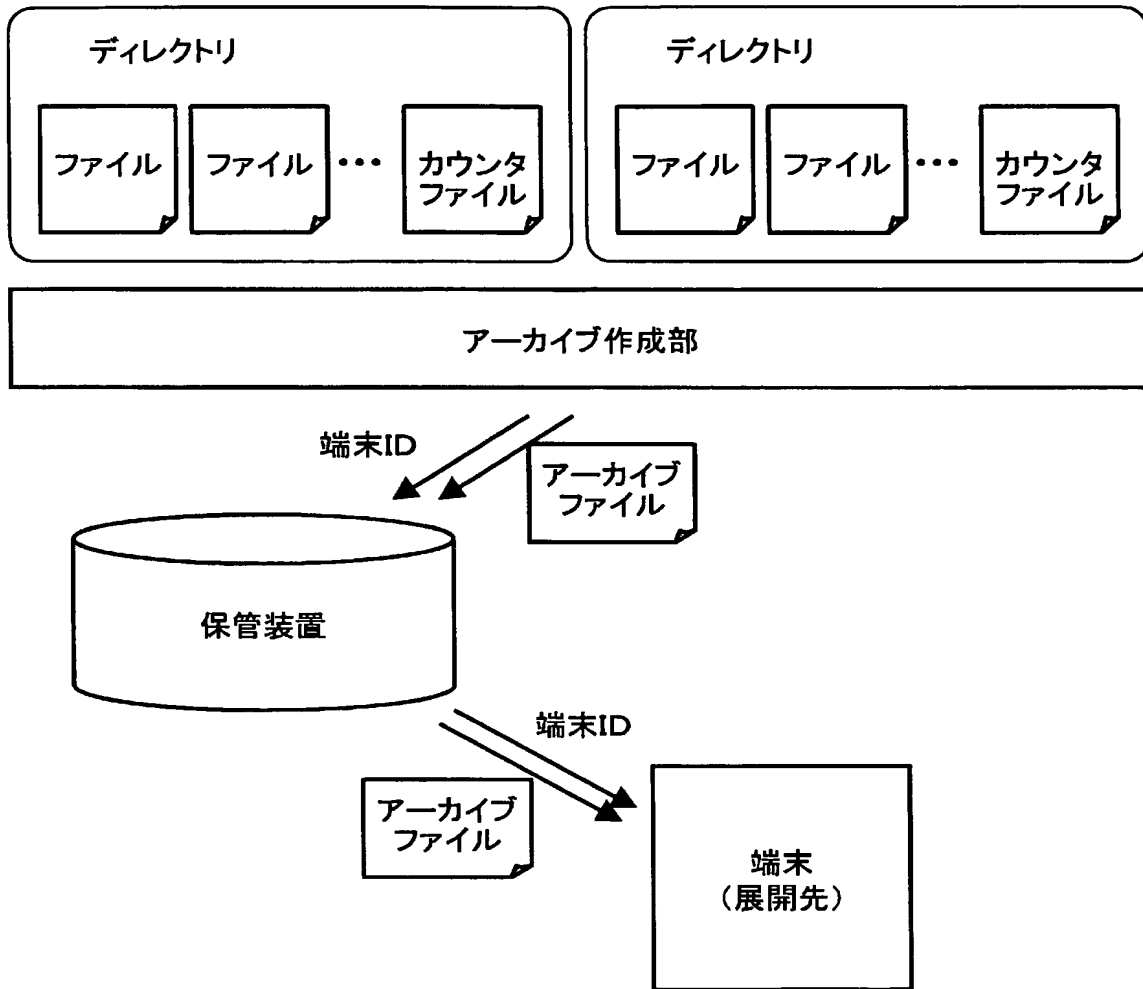 ディレクトリ
ファイル
ファイル
・・・
カウンタ
ファイル
ディレクトリ
ファイル
ファイル
・・・
カウンタ
ファイル
アーカイブ作成部
端末ID
アーカイブ
ファイル
保管装置
端末ID
アーカイブ
ファイル
端末
（展開先）